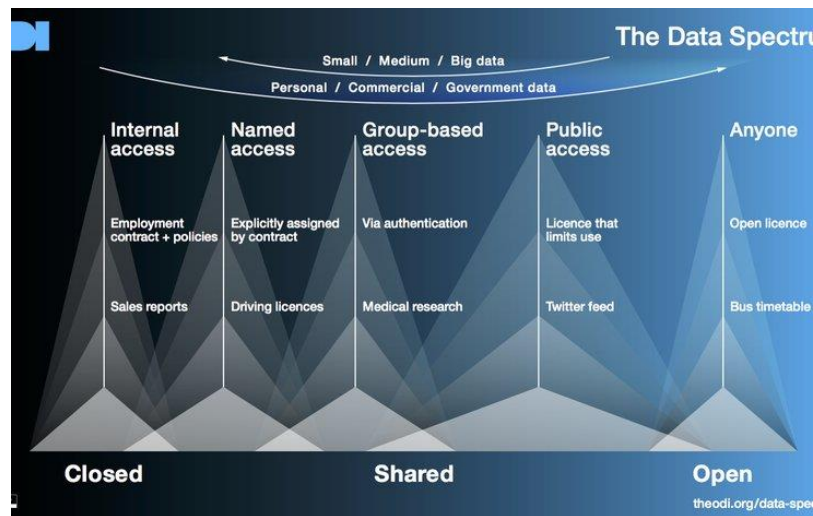 DI
The Data Spectru
Small / Medium / Big data
Personal / Commercial / Government data
Internal
access
Named
access
Group-based
access
Public
access
Anyone
Employment
contract + policies
Explicitly assigned
by contract
Via authentication
Licence that
limits use
Open licence
Sales reports
Driving licences
Medical research
Twitter feed
Bus timetable
Closed
Shared
Open
theodi.org/data-spec